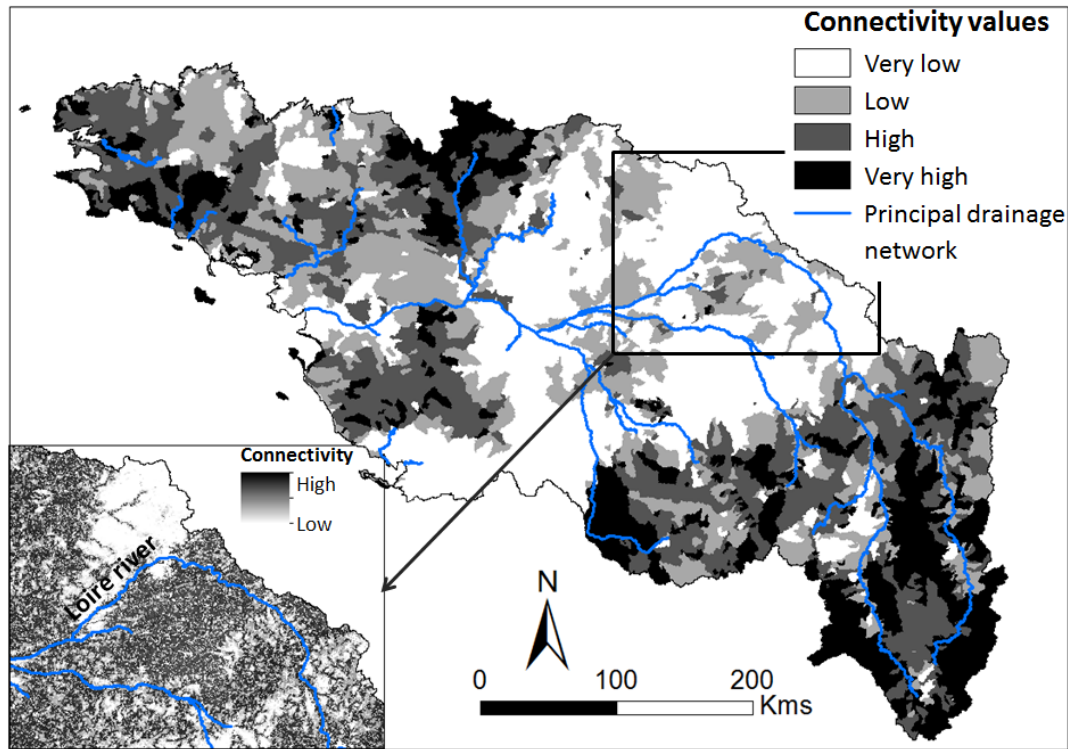 Connectivity values
Very low
Low
High
Very high
Principal drainage
network
Connectivity
High
Low
Loire river
N
0 100 200
Kms